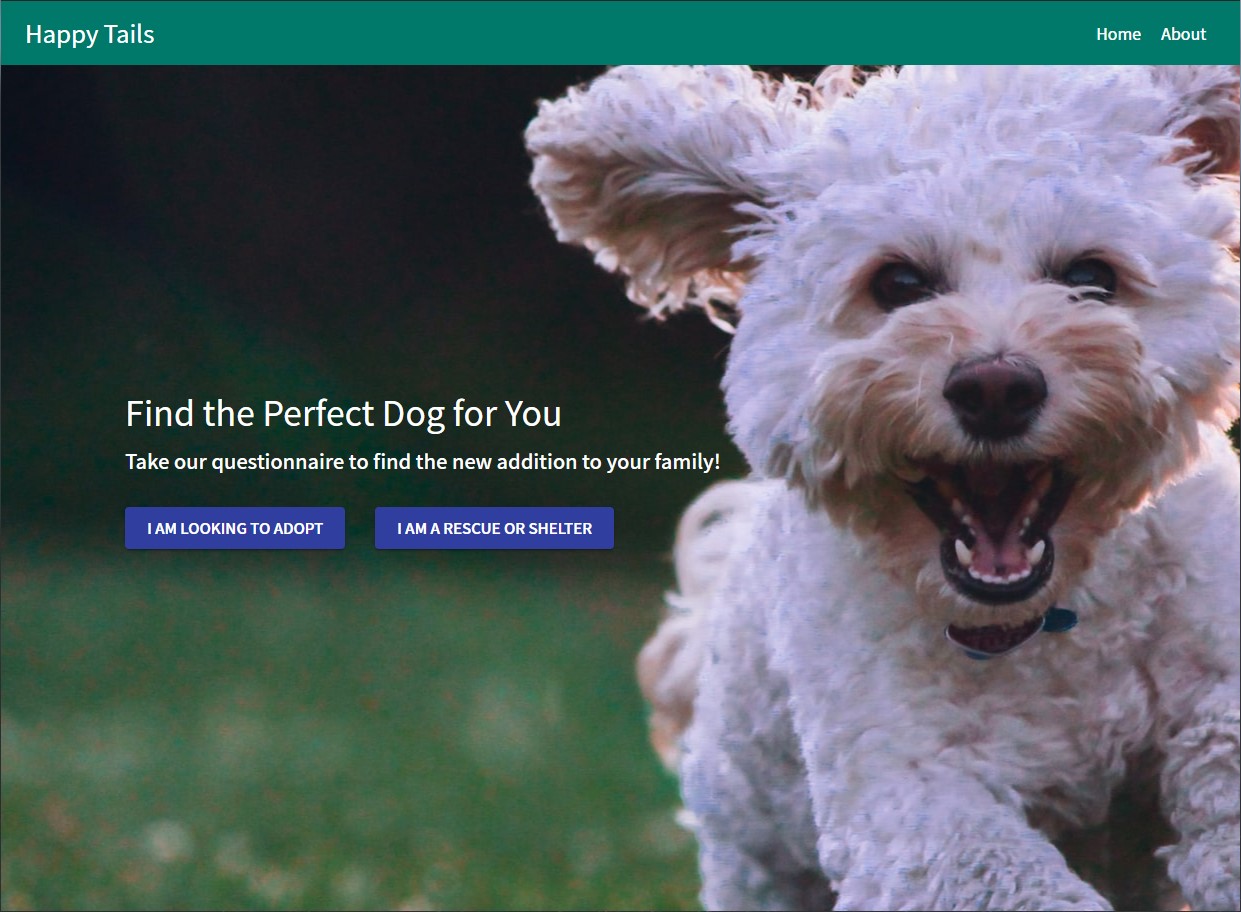 Happy Tails
Home About
Find the Perfect Dog for You
Take our questionnaire to find the new addition to your family!
I AM LOOKING TO ADOPT
I AM A RESCUE OR SHELTER